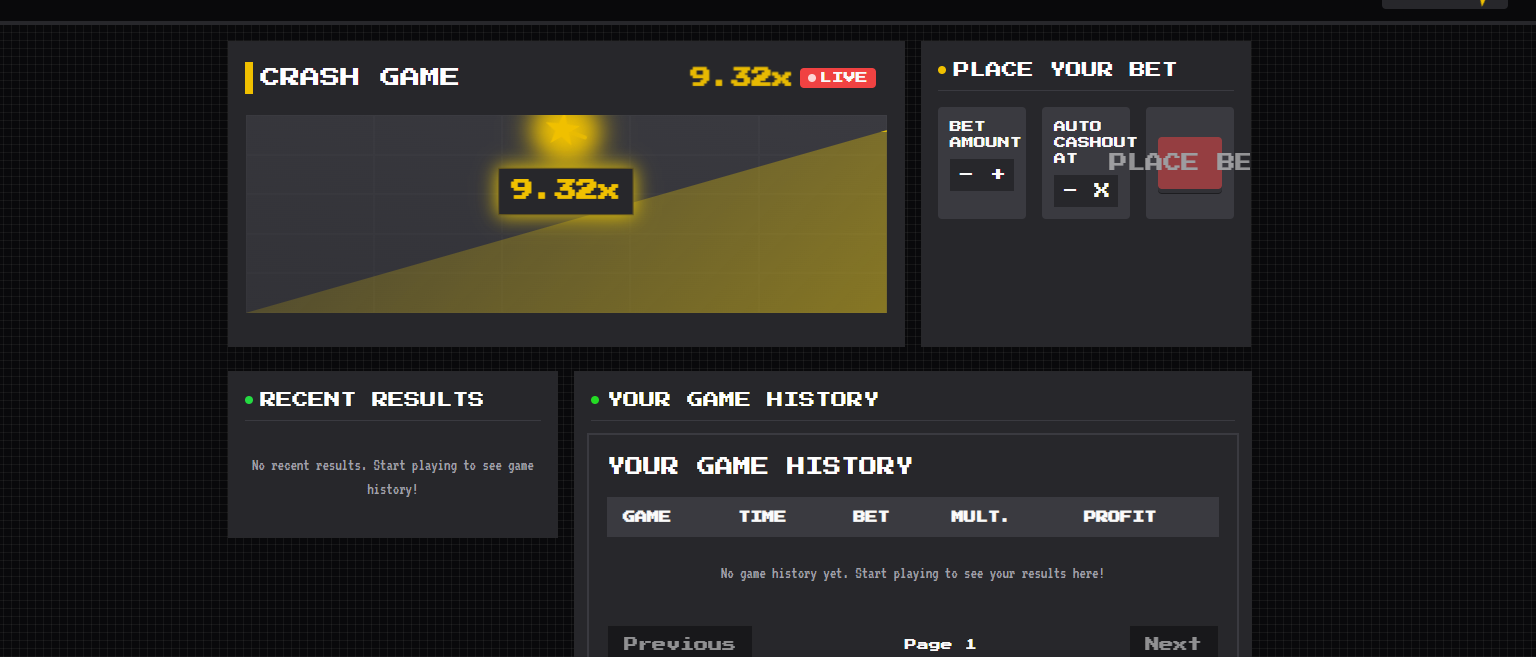 CRASH GAME
9.32x
LIVE
9.32x
PLACE YOUR BET
BET
AMOUNT
- +
AUTO
CASHOUT
AT
- X
PLACE BE
RECENT RESULTS
No recent results. Start playing to see game
history!
YOUR GAME HISTORY
YOUR GAME HISTORY
GAME TIME BET MULT. PROFIT
No game history yet. Start playing to see your results here!
Previous Page 1 Next